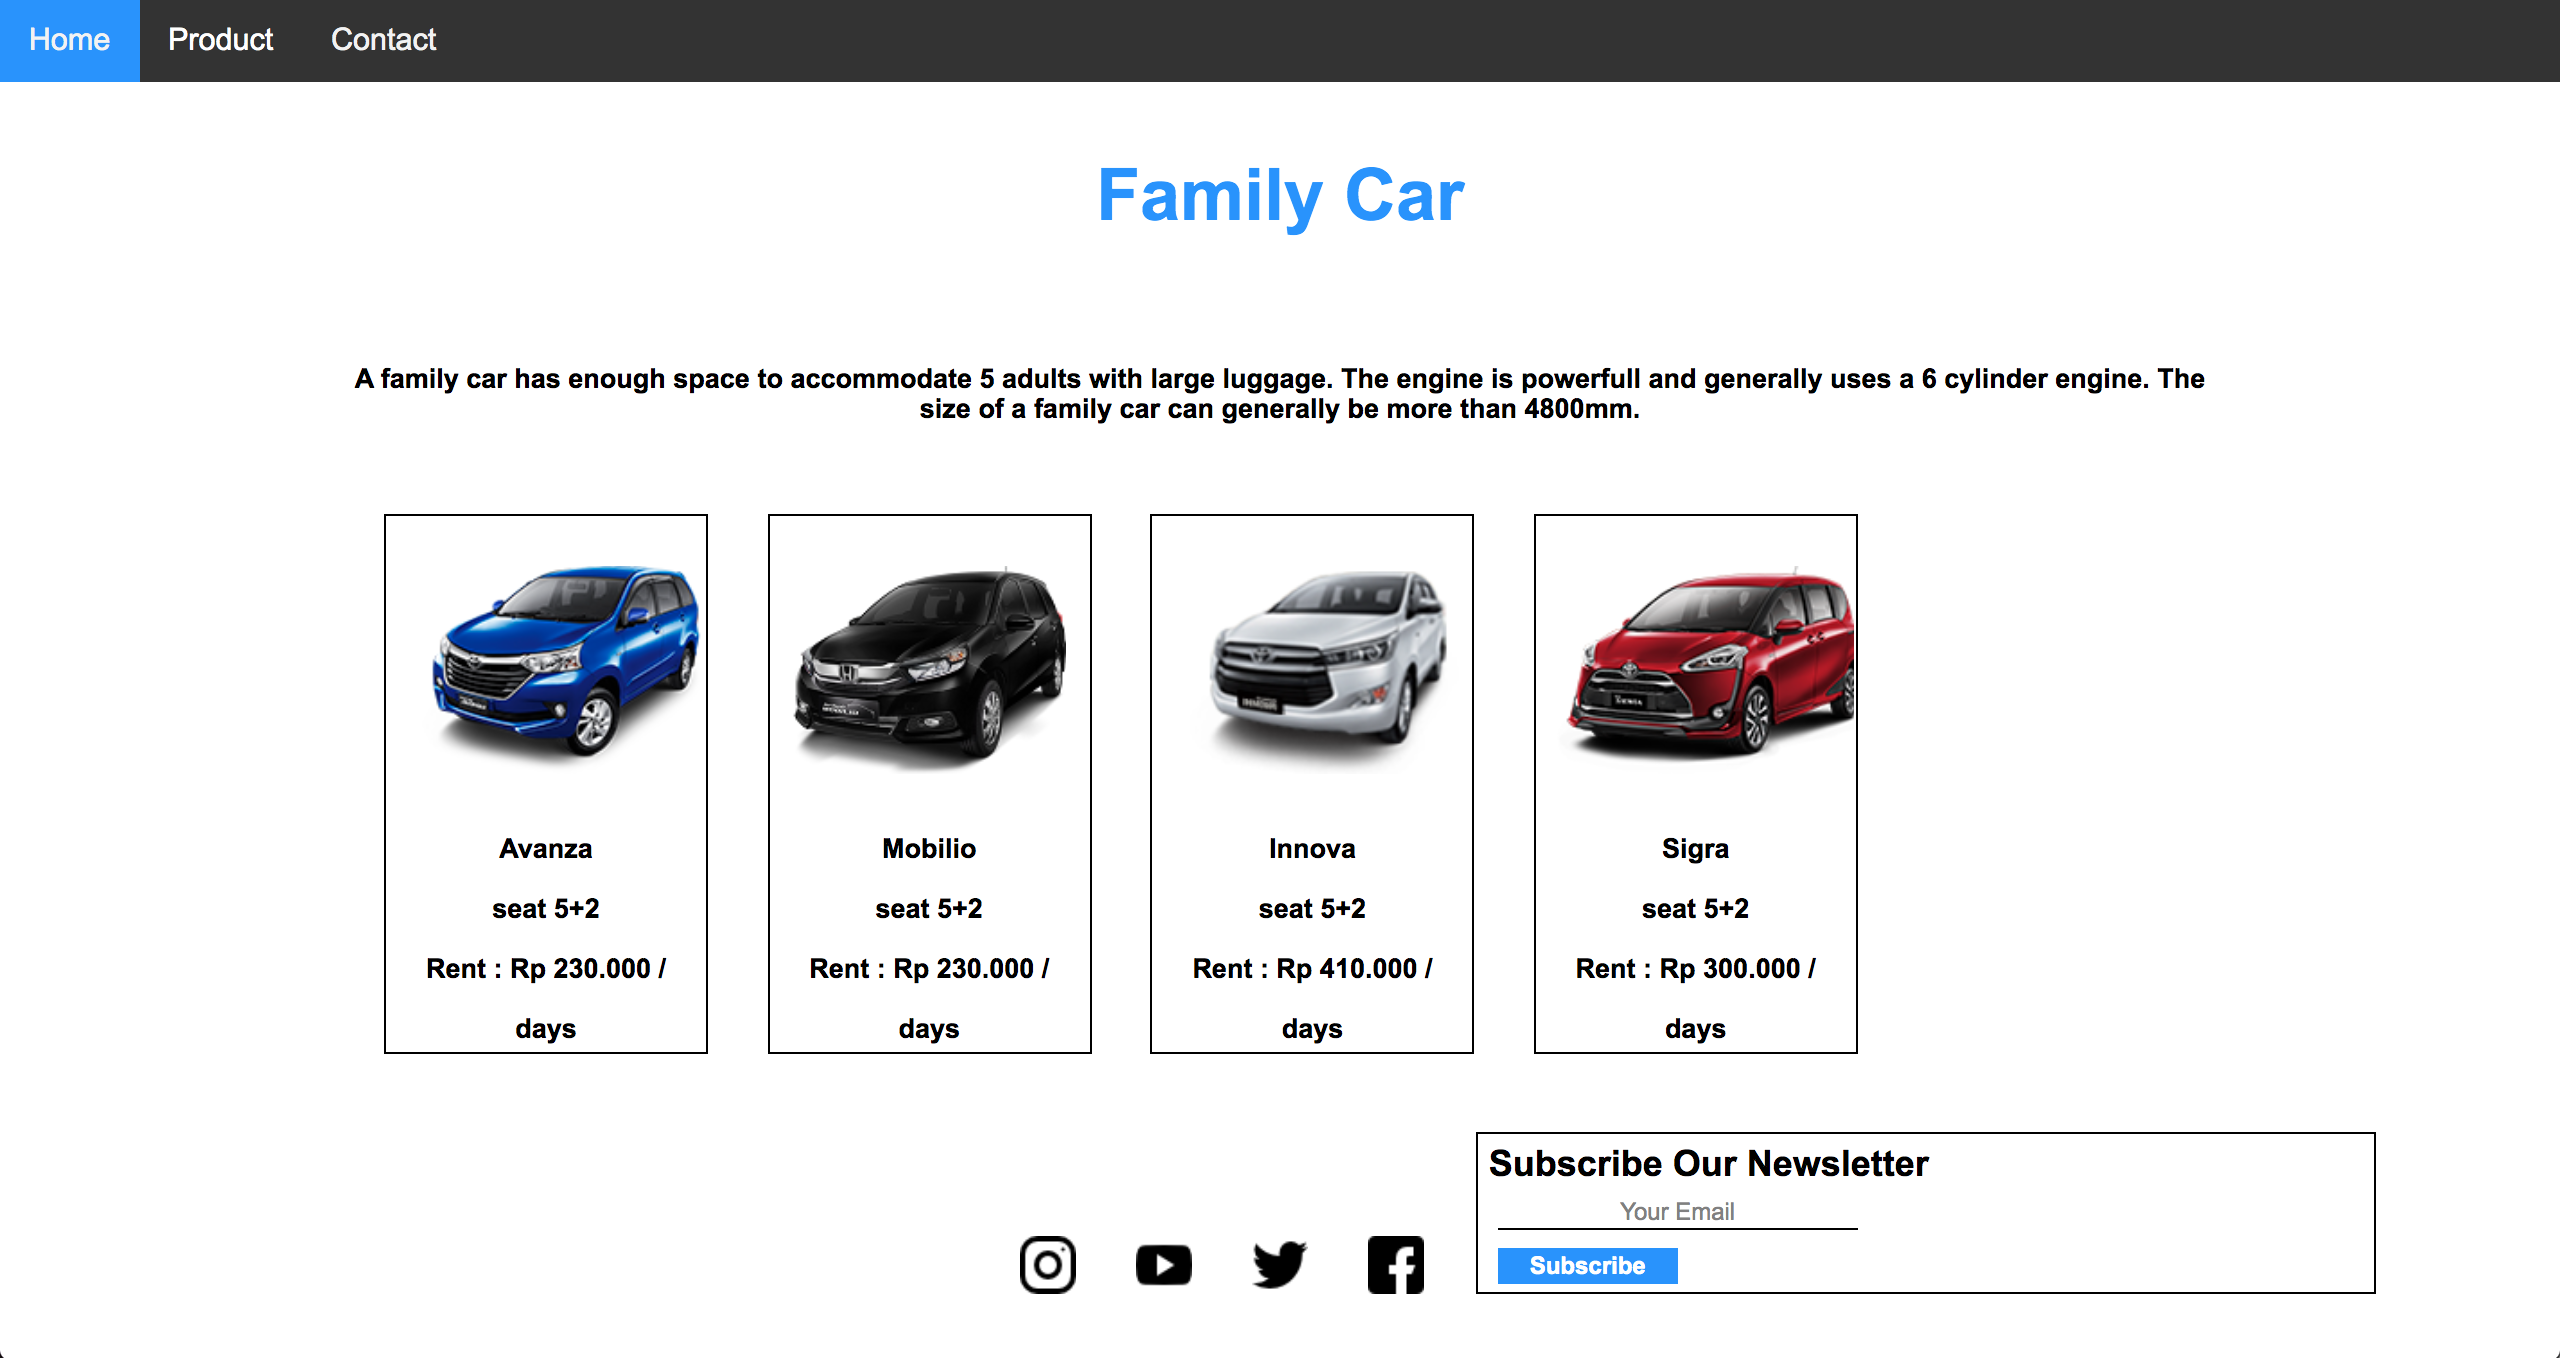 Home Product Contact
Family Car
A family car has enough space to accommodate 5 adults with large luggage. The engine is powerfull and generally uses a 6 cylinder engine. The
size of a family car can generally be more than 4800mm.
Avanza
seat 5+2
Rent : Rp 230.000 /
days
Mobilio
seat 5+2
Rent : Rp 230.000 /
days
Innova
seat 5+2
Rent : Rp 410.000 /
days
Sigra
seat 5+2
Rent : Rp 300.000 /
days
Subscribe Our Newsletter
Your Email
Subscribe